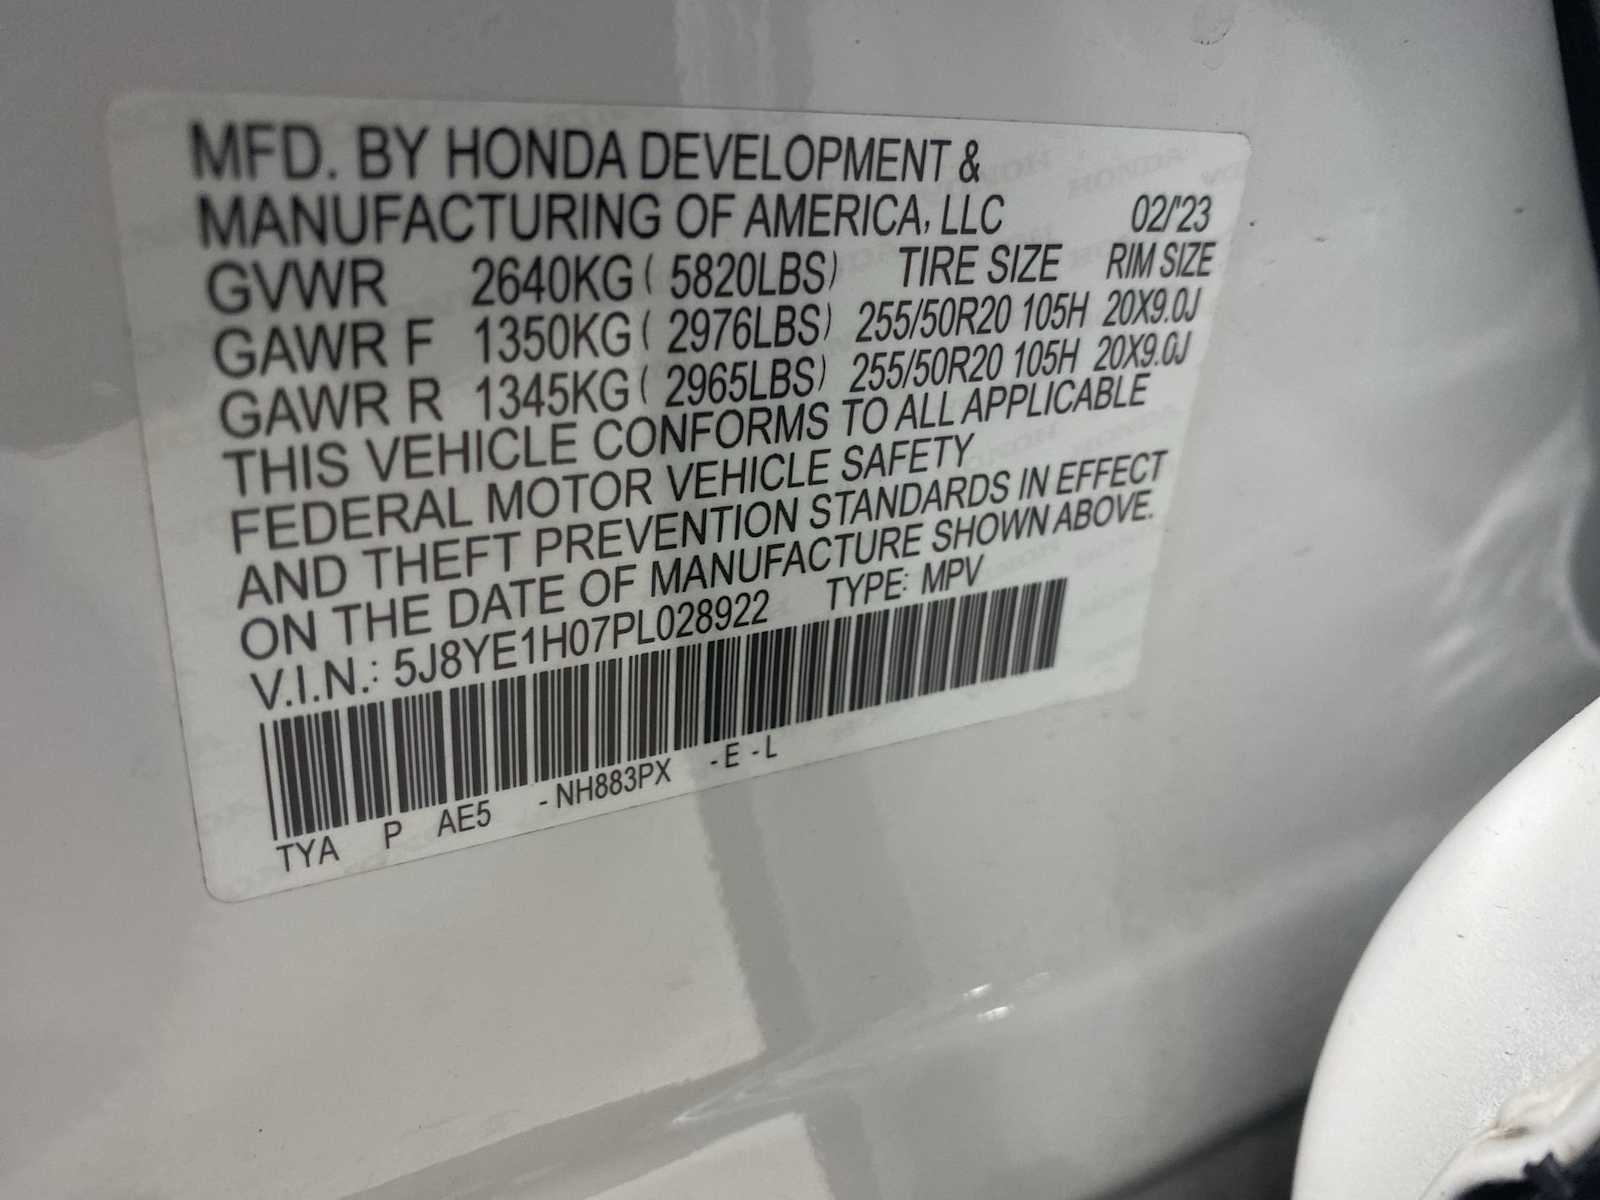 MFD. BY HONDA DEVELOPMENT &
MANUFACTURING OF AMERICA, LLC 02/'23
GVWR 2640KG ( 5820LBS) TIRE SIZE RIM SIZE
GAWR F 1350KG ( 2976LBS) 255/50R20 105H 20X9.0J
GAWR R 1345KG ( 2965LBS) 255/50R20 105H 20X9.0J
THIS VEHICLE CONFORMS TO ALL APPLICABLE
FEDERAL MOTOR VEHICLE SAFETY
AND THEFT PREVENTION STANDARDS IN EFFECT
ON THE DATE OF MANUFACTURE SHOWN ABOVE.
V.I.N.: 5J8YE1H07PL028922 TYPE: MPV
TYA P AE5 - NH883PX - E - L